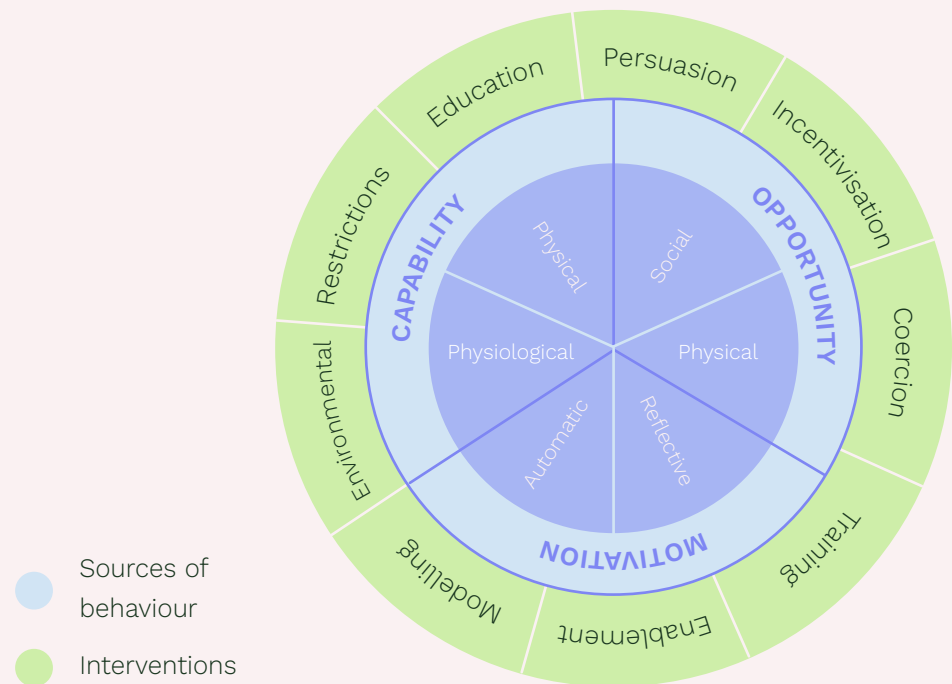 Persuasion
Incentivisation
Coercion
Training
Enablement
Modelling
Environmental
Restrictions
Education
CAPABILITY
OPPORTUNITY
MOTIVATION
Physical
Social
Physiological
Physical
Automatic
Reflective
Sources of
behaviour
Interventions